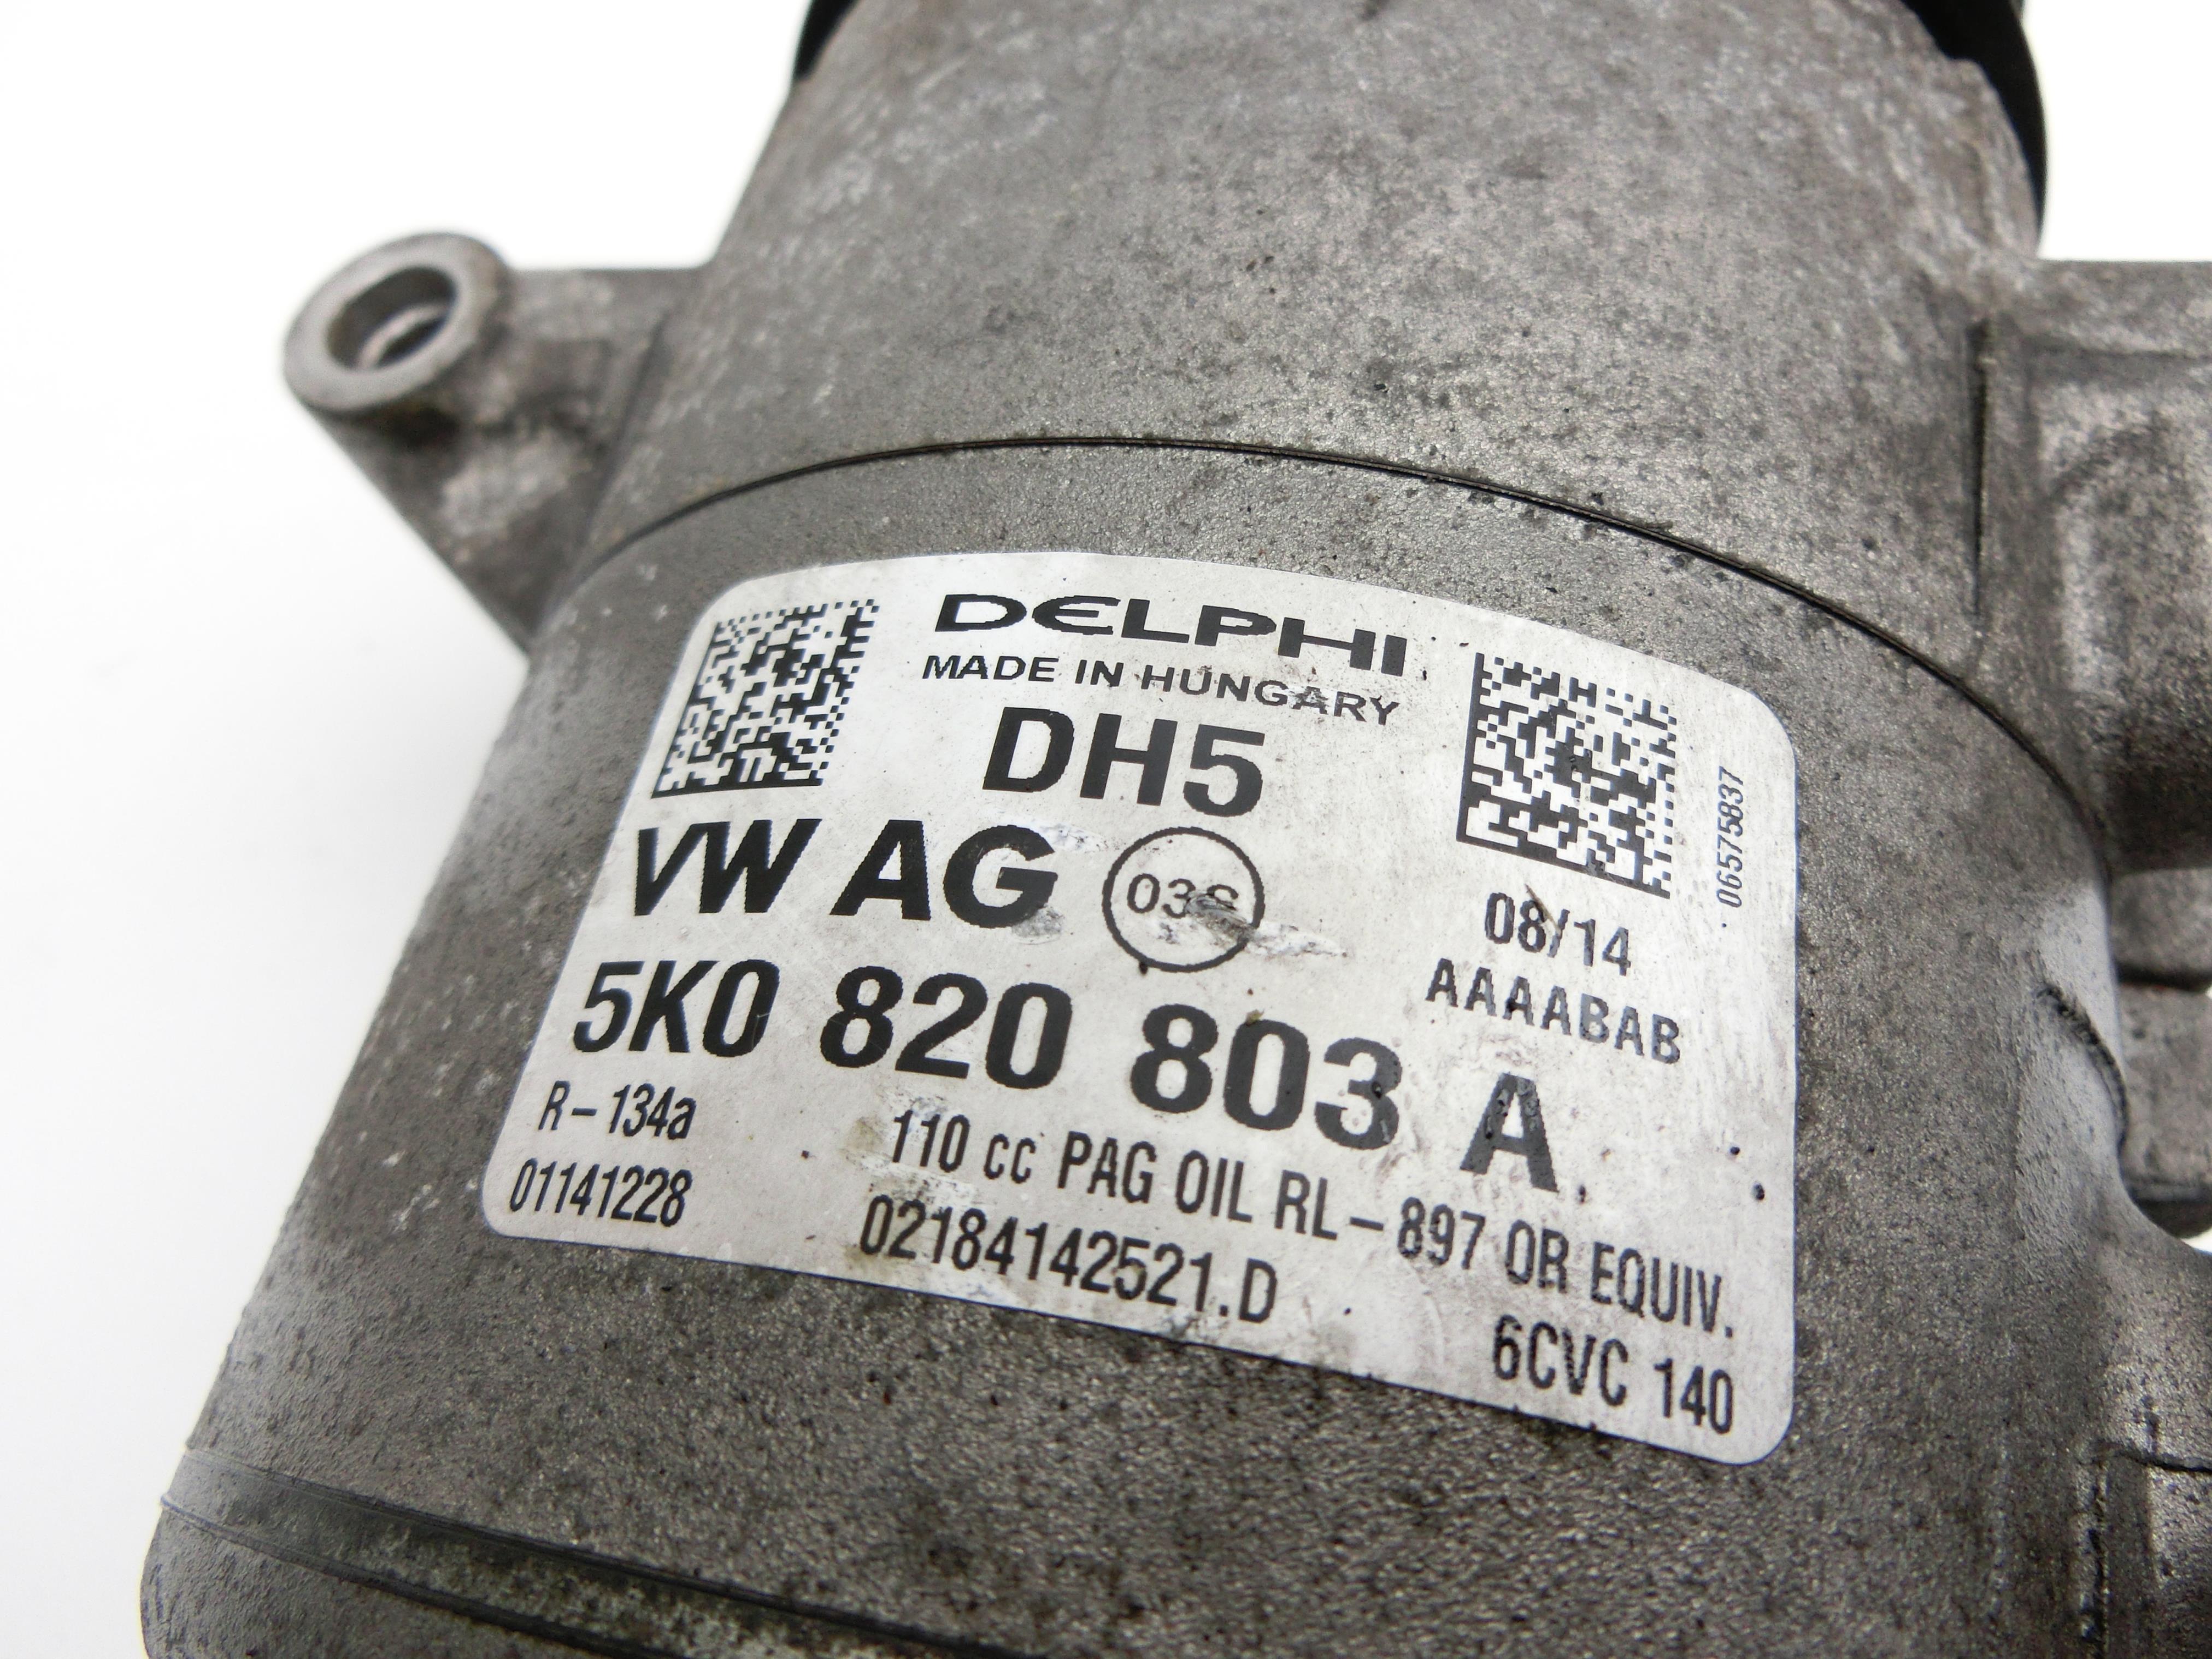 DELPHI
MADE IN HUNGARY
DH5
VW AG
5K0 820 803 A
06575837
08/14
AAAABAB
R-134a
110 cc PAG OIL RL-897 OR EQUIV.
01141228
02184142521.D
6CVC 140